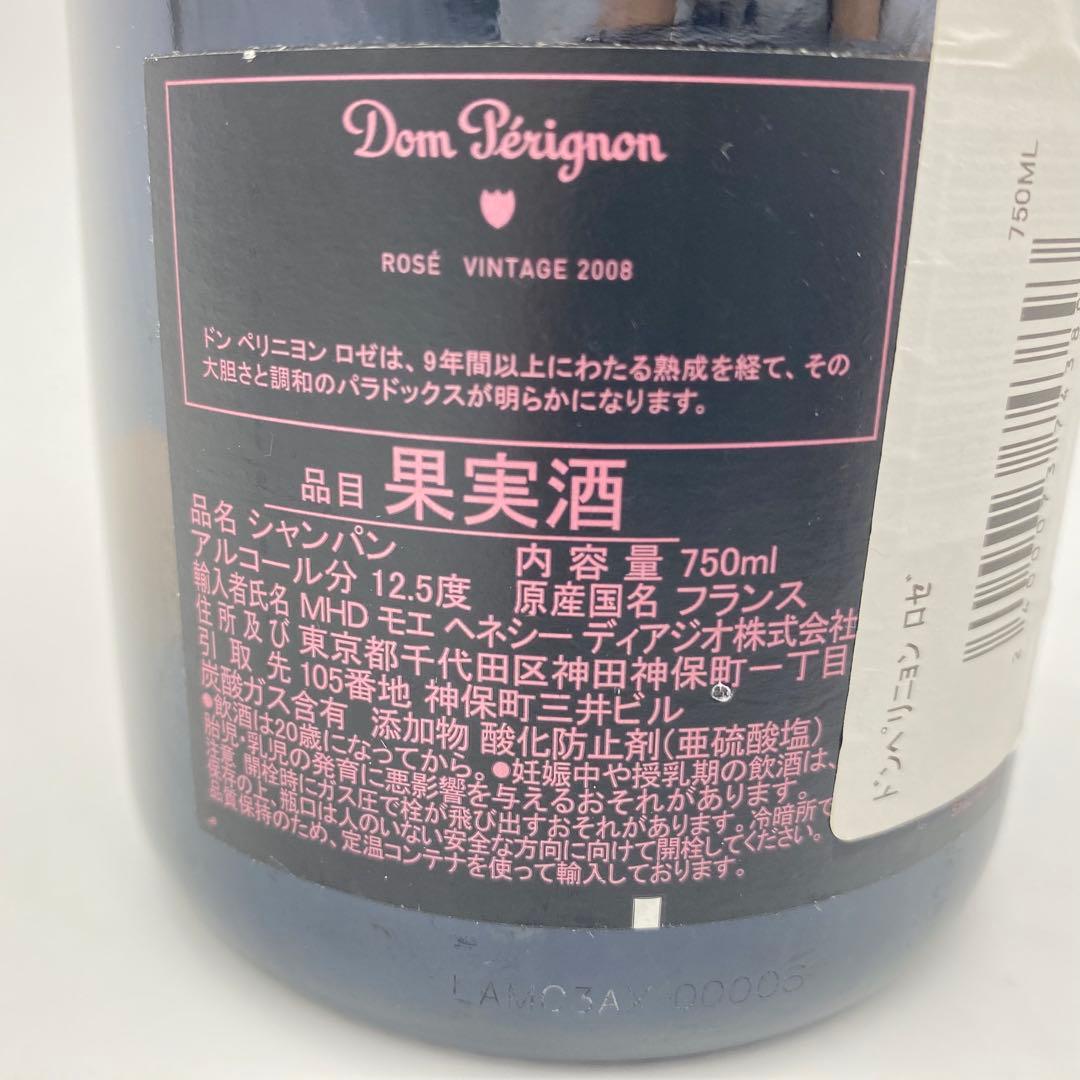 Dom Pérignon
ROSÉ VINTAGE 2008
ドン ペリニヨン ロゼは、9年間以上にわたる熟成を経て、その
大胆さと調和のパラドックスが明らかになります。
品目 果実酒
品名 シャンパン 内容量 750ml
アルコール分 12.5度 原産国名 フランス
輸入者氏名 MHD モエ ヘネシー ディアジオ株式会社
住所及び 東京都千代田区神田神保町一丁目
引取先 105番地 神保町三井ビル
炭酸ガス含有 添加物 酸化防止剤(亜硫酸塩)
●飲酒は20歳になってから。●妊娠中や授乳期の飲酒は、
胎児・乳児の発育に悪影響を与えるおそれがあります。
注意 開栓時にガス圧で栓が飛び出すおそれがあります。冷暗所で
保存の上、瓶口は人のいない安全な方向に向けて開栓してください。
品質保持のため、定温コンテナを使って輸入しております。
750ML
ドンペリニヨン ロゼ